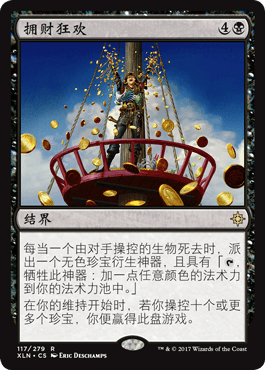 拥财狂欢 4
结界
每当一个由对手操控的生物死去时，派
出一个无色珍宝衍生神器，且具有「，
牺牲此神器：加一点任意颜色的法术力
到你的法术力池中。」
在你的维持开始时，若你操控十个或更
多个珍宝，你便赢得此盘游戏。
117/279 R
XLN • CS ERIC DESCHAMPS
™ & © 2017 Wizards of the Coast